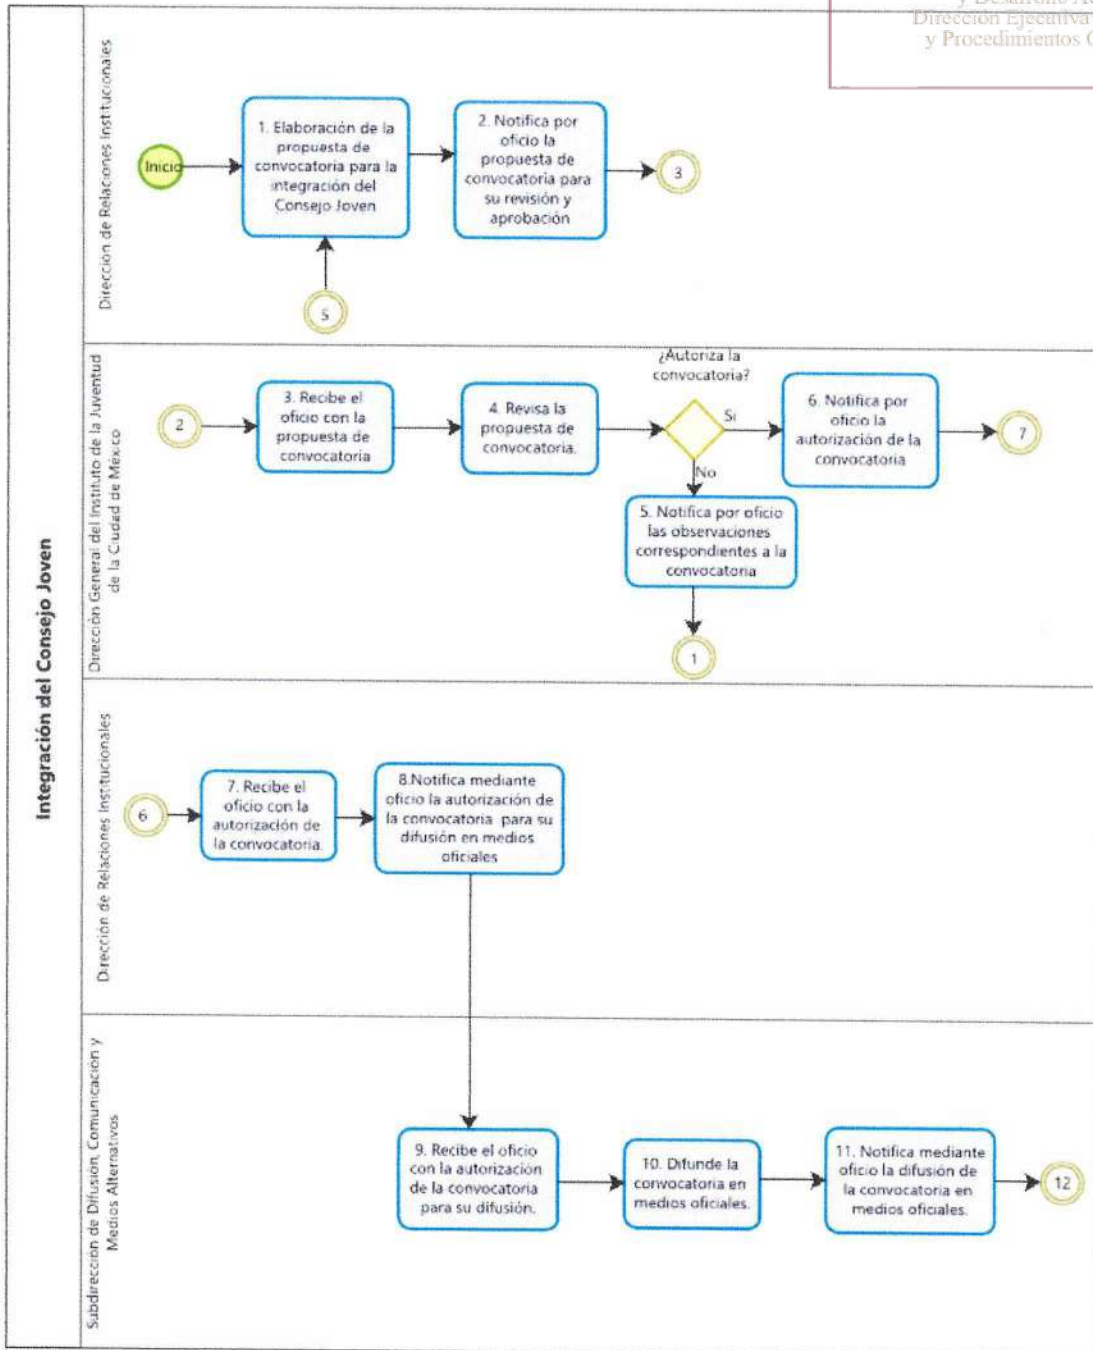 y Desarrollo
Dirección Ejecutiva
y Procedimientos
Integración del Consejo Joven
Dirección de Relaciones Institucionales
Inicio
1. Elaboración de la
propuesta de
convocatoria para la
integración del
Consejo Joven
2. Notifica por
oficio la
propuesta de
convocatoria para
su revisión y
aprobación
3
5
Dirección General del Instituto de la Juventud
de la Ciudad de México
2
3. Recibe el
oficio con la
propuesta de
convocatoria
4. Revisa la
propuesta de
convocatoria.
¿Autoriza la
convocatoria?
Si
No
6. Notifica por
oficio la
autorización de la
convocatoria
7
5. Notifica por oficio
las observaciones
correspondientes a la
convocatoria
1
Dirección de Relaciones Institucionales
6
7. Recibe el
oficio con la
autorización de
la convocatoria.
8.Notifica mediante
oficio la autorización de
la convocatoria para su
difusión en medios
oficiales
Subdirección de Difusión, Comunicación y
Medios Alternativos
9. Recibe el oficio
con la autorización
de la convocatoria
para su difusión.
10. Difunde la
convocatoria en
medios oficiales.
11. Notifica mediante
oficio la difusión de
la convocatoria en
medios oficiales.
12